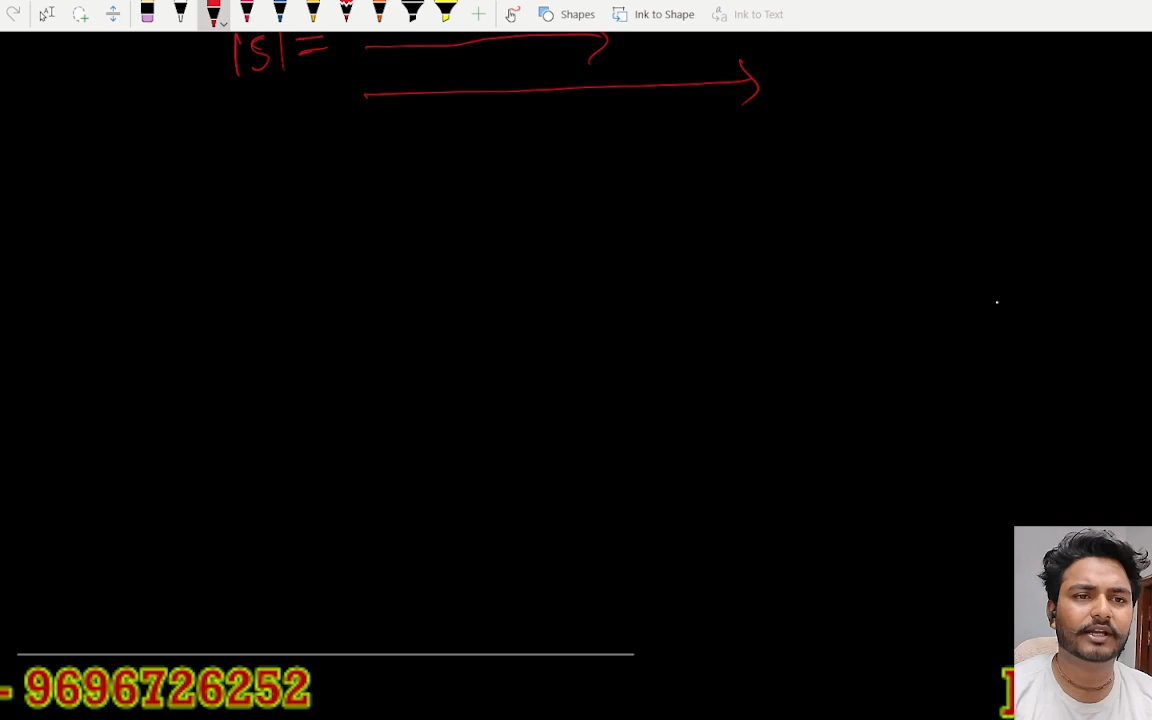 Shapes Ink to Shape Ink to Text
|s| =
- 9696726252